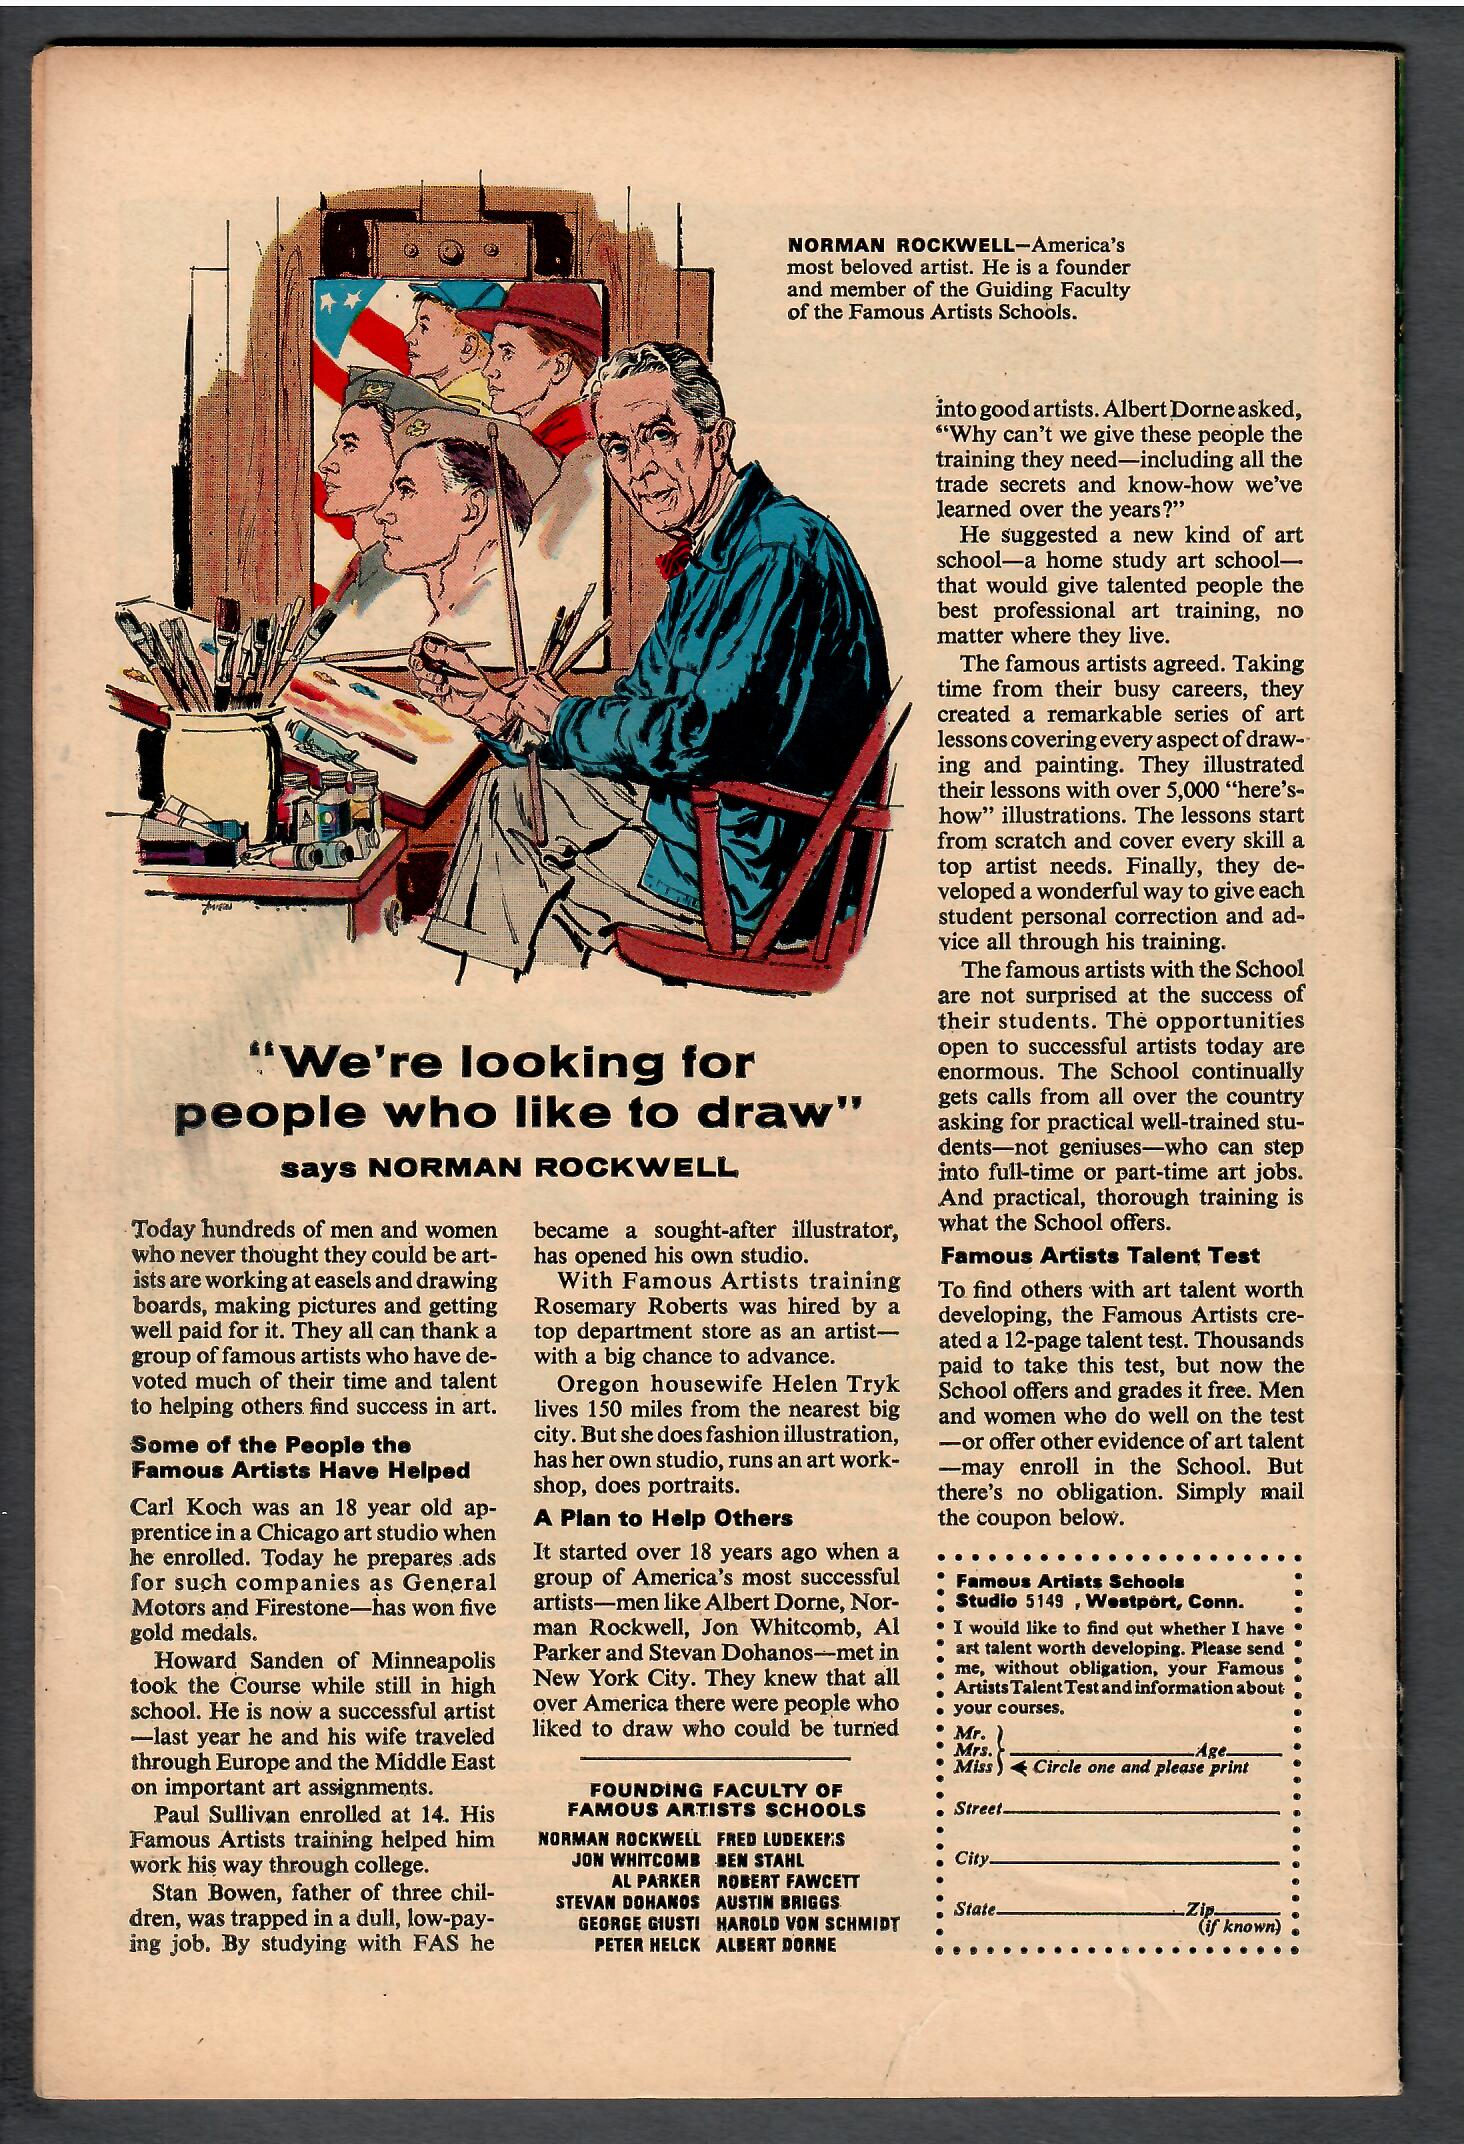 NORMAN ROCKWELL—America's
most beloved artist. He is a founder
and member of the Guiding Faculty
of the Famous Artists Schools.
"We're looking for
people who like to draw"
says NORMAN ROCKWELL
Today hundreds of men and women
who never thought they could be art-
ists are working at easels and drawing
boards, making pictures and getting
well paid for it. They all can thank a
group of famous artists who have de-
voted much of their time and talent
to helping others find success in art.
Some of the People the
Famous Artists Have Helped
Carl Koch was an 18 year old ap-
prentice in a Chicago art studio when
he enrolled. Today he prepares ads
for such companies as General
Motors and Firestone—has won five
gold medals.
Howard Sanden of Minneapolis
took the Course while still in high
school. He is now a successful artist
—last year he and his wife traveled
through Europe and the Middle East
on important art assignments.
Paul Sullivan enrolled at 14. His
Famous Artists training helped him
work his way through college.
Stan Bowen, father of three chil-
dren, was trapped in a dull, low-pay-
ing job. By studying with FAS he
became a sought-after illustrator,
has opened his own studio.
With Famous Artists training
Rosemary Roberts was hired by a
top department store as an artist—
with a big chance to advance.
Oregon housewife Helen Tryk
lives 150 miles from the nearest big
city. But she does fashion illustration,
has her own studio, runs an art work-
shop, does portraits.
A Plan to Help Others
It started over 18 years ago when a
group of America's most successful
artists—men like Albert Dorne, Nor-
man Rockwell, Jon Whitcomb, Al
Parker and Stevan Dohanos—met in
New York City. They knew that all
over America there were people who
liked to draw who could be turned
FOUNDING FACULTY OF
FAMOUS ARTISTS SCHOOLS
NORMAN ROCKWELL FRED LUDEKENS
JON WHITCOMB BEN STAHL
AL PARKER ROBERT FAWCETT
STEVAN DOHANOS AUSTIN BRIGGS
GEORGE GIUSTI HAROLD VON SCHMIDT
PETER HELCK ALBERT DORNE
into good artists. Albert Dorne asked,
"Why can't we give these people the
training they need—including all the
trade secrets and know-how we've
learned over the years?"
He suggested a new kind of art
school—a home study art school—
that would give talented people the
best professional art training, no
matter where they live.
The famous artists agreed. Taking
time from their busy careers, they
created a remarkable series of art
lessons covering every aspect of draw-
ing and painting. They illustrated
their lessons with over 5,000 "here's-
how" illustrations. The lessons start
from scratch and cover every skill a
top artist needs. Finally, they de-
veloped a wonderful way to give each
student personal correction and ad-
vice all through his training.
The famous artists with the School
are not surprised at the success of
their students. The opportunities
open to successful artists today are
enormous. The School continually
gets calls from all over the country
asking for practical well-trained stu-
dents—not geniuses—who can step
into full-time or part-time art jobs.
And practical, thorough training is
what the School offers.
Famous Artists Talent Test
To find others with art talent worth
developing, the Famous Artists cre-
ated a 12-page talent test. Thousands
paid to take this test, but now the
School offers and grades it free. Men
and women who do well on the test
—or offer other evidence of art talent
—may enroll in the School. But
there's no obligation. Simply mail
the coupon below.
Famous Artists Schools
Studio 5149 , Westport, Conn.
I would like to find out whether I have
art talent worth developing. Please send
me, without obligation, your Famous
Artists Talent Test and information about
your courses.
Mr.
Mrs. Age
Miss Circle one and please print
Street
City
State Zip
(if known)